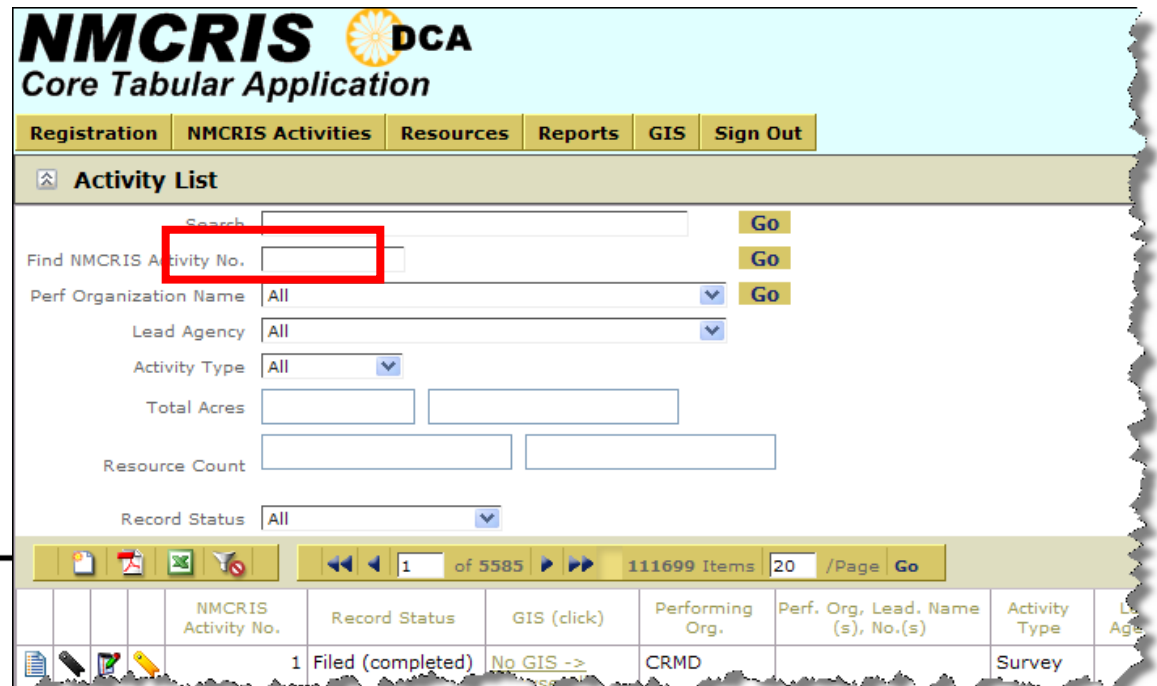 NMCRIS DCA
Core Tabular Application
Registration NMCRIS Activities Resources Reports GIS Sign Out
Activity List
Search Go
Find NMCRIS Activity No. Go
Perf Organization Name All Go
Lead Agency All
Activity Type All
Total Acres
Resource Count
Record Status All
1 of 5585 111699 Items 20 /Page Go
NMCRIS Performing Perf. Org, Lead. Name Activity
Activity No. Record Status GIS (click) Org. (s), No.(s) Type
1 Filed (completed) No GIS -> CRMD Survey